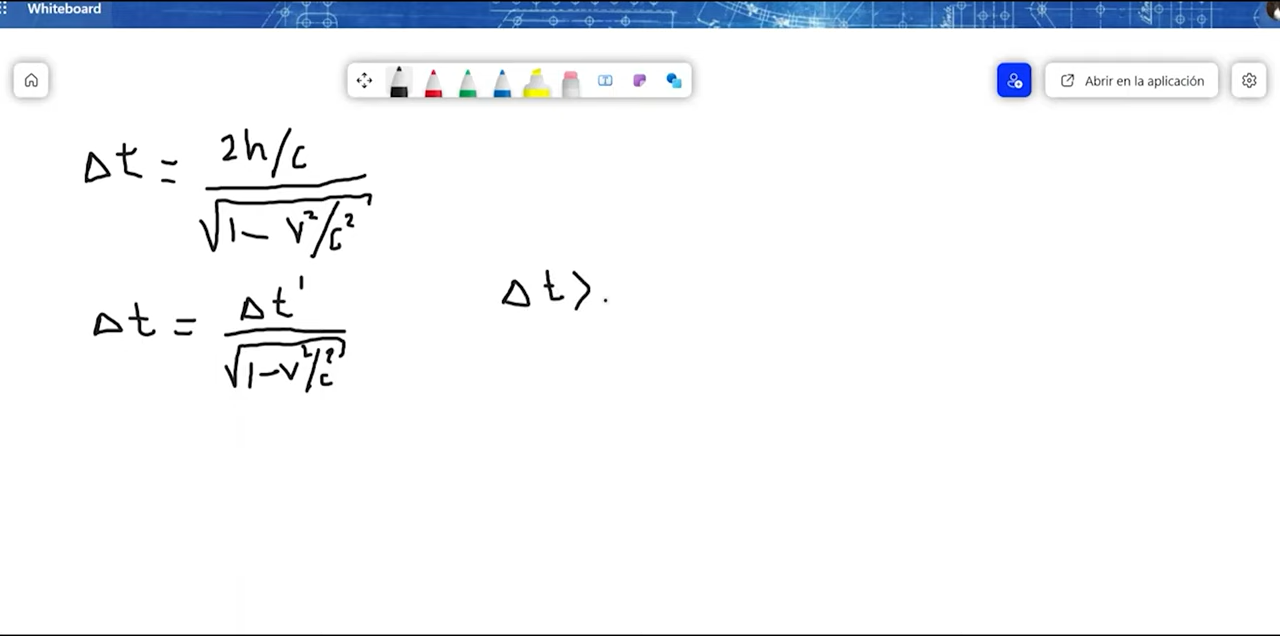 Whiteboard
Abrir en la aplicación
Δt = 2h/c / √1 - v²/c²
Δt = Δt' / √1 - v²/c²
Δt > .